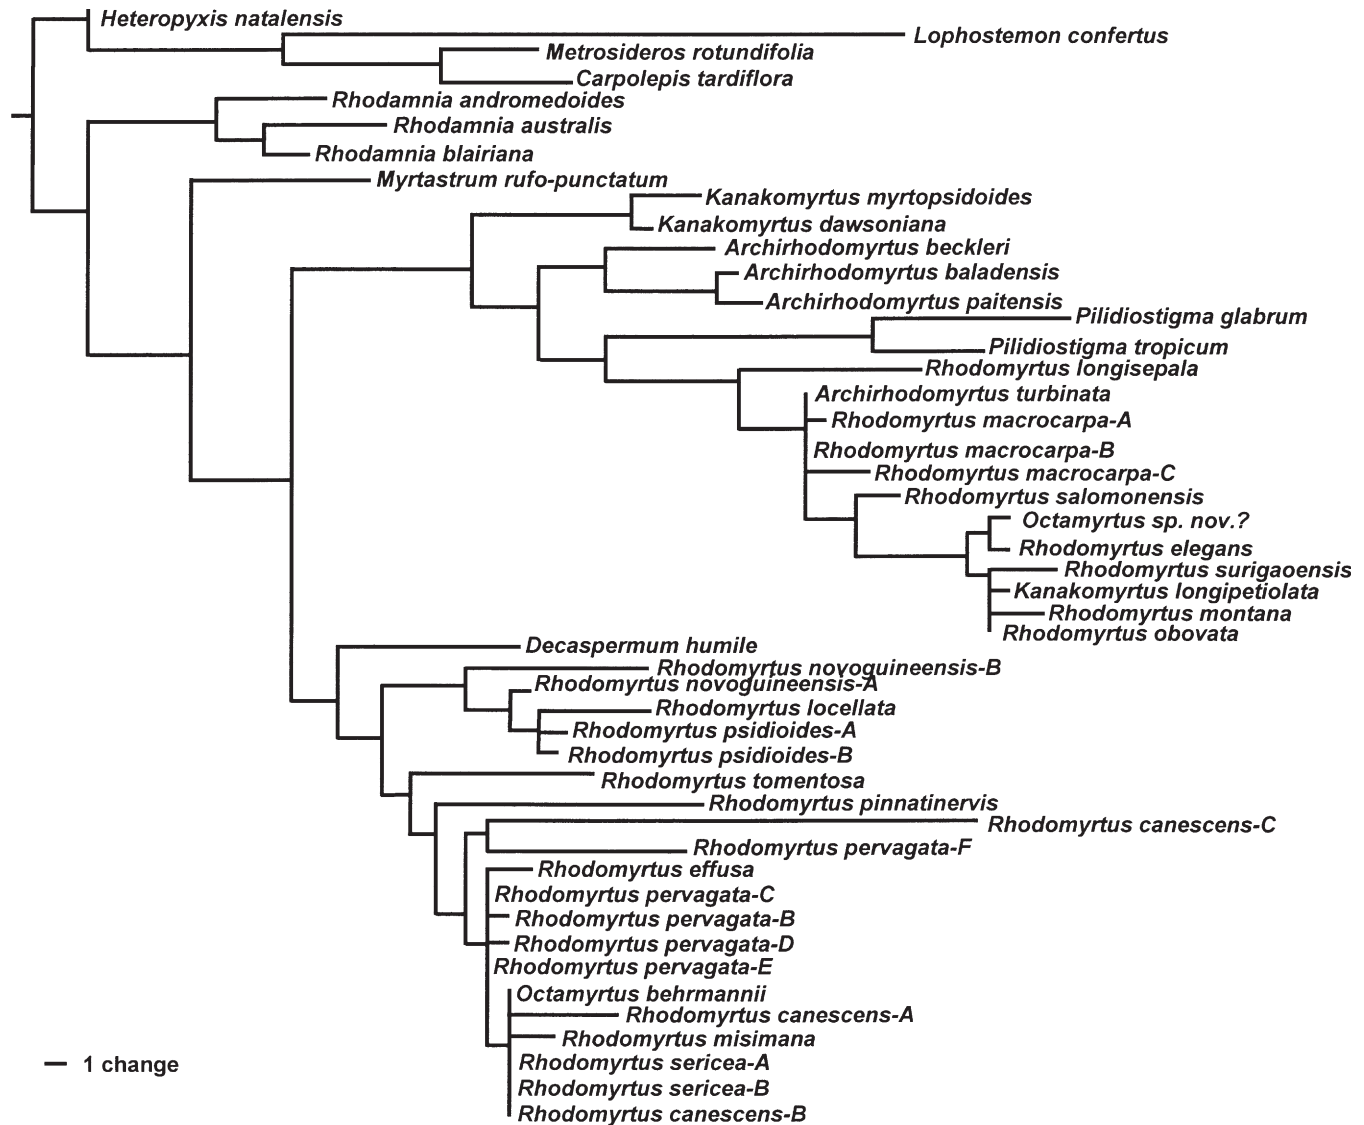 Heteropyxis natalensis
Lophostemon confertus
Metrosideros rotundifolia
Carpolepis tardiflora
Rhodamnia andromedoides
Rhodamnia australis
Rhodamnia blairiana
Myrtastrum rufo-punctatum
Kanakomyrtus myrtopsidoides
Kanakomyrtus dawsoniana
Archirhodomyrtus beckleri
Archirhodomyrtus baladensis
Archirhodomyrtus paitensis
Pilidiostigma glabrum
Pilidiostigma tropicum
Rhodomyrtus longisepala
Archirhodomyrtus turbinata
Rhodomyrtus macrocarpa-A
Rhodomyrtus macrocarpa-B
Rhodomyrtus macrocarpa-C
Rhodomyrtus salomonensis
Octamyrtus sp. nov.?
Rhodomyrtus elegans
Rhodomyrtus surigaoensis
Kanakomyrtus longipetiolata
Rhodomyrtus montana
Rhodomyrtus obovata
Decaspermum humile
Rhodomyrtus novoguineensis-B
Rhodomyrtus novoguineensis-A
Rhodomyrtus locellata
Rhodomyrtus psidioides-A
Rhodomyrtus psidioides-B
Rhodomyrtus tomentosa
Rhodomyrtus pinnatinervis
Rhodomyrtus canescens-C
Rhodomyrtus pervagata-F
Rhodomyrtus effusa
Rhodomyrtus pervagata-C
Rhodomyrtus pervagata-B
Rhodomyrtus pervagata-D
Rhodomyrtus pervagata-E
Octamyrtus behrmannii
Rhodomyrtus canescens-A
Rhodomyrtus misimana
Rhodomyrtus sericea-A
Rhodomyrtus sericea-B
Rhodomyrtus canescens-B
1 change